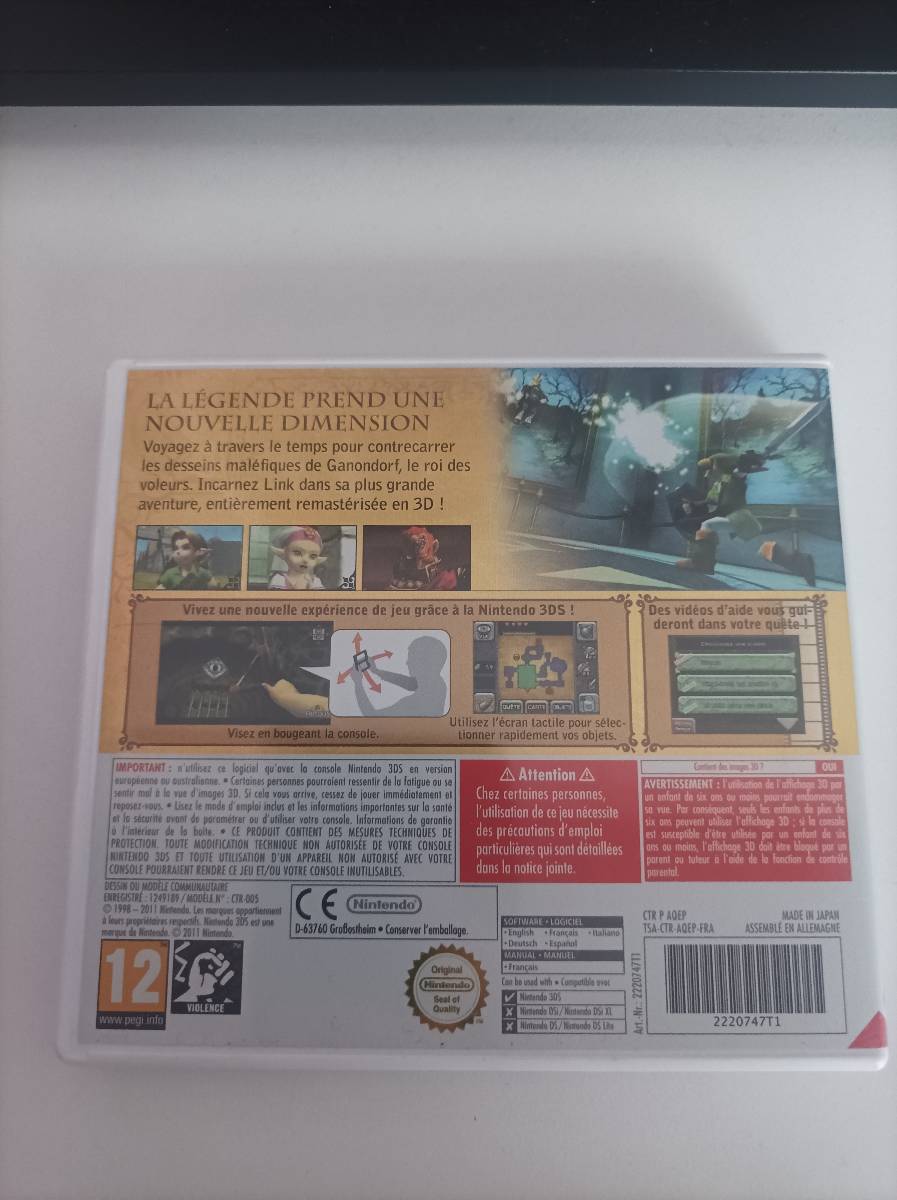 LA LÉGENDE PREND UNE
NOUVELLE DIMENSION
Voyagez à travers le temps pour contrecarrer
les desseins maléfiques de Ganondorf, le roi des
voleurs. Incarnez Link dans sa plus grande
aventure, entièrement remastérisée en 3D !
Vivez une nouvelle expérience de jeu grâce à la Nintendo 3DS !
Visez en bougeant la console.
QUÊTE CARTE OBJETS
Utilisez l'écran tactile pour sélec-
tionner rapidement vos objets.
Des vidéos d'aide vous gui-
deront dans votre quête !
IMPORTANT : n'utilisez ce logiciel qu'avec la console Nintendo 3DS en version
européenne ou australienne. • Certaines personnes pourraient ressentir de la fatigue ou se
sentir mal à la vue d'images 3D. Si cela vous arrive, cessez de jouer immédiatement et
reposez-vous. • Lisez le mode d'emploi inclus et les informations importantes sur la santé
et la sécurité avant de paramétrer ou d'utiliser votre console. Informations de garantie
à l'intérieur de la boîte. • CE PRODUIT CONTIENT DES MESURES TECHNIQUES DE
PROTECTION. TOUTE MODIFICATION TECHNIQUE NON AUTORISÉE DE VOTRE CONSOLE
NINTENDO 3DS ET TOUTE UTILISATION D'UN APPAREIL NON AUTORISÉ AVEC VOTRE
CONSOLE POURRAIENT RENDRE CE JEU ET/OU VOTRE CONSOLE INUTILISABLES.
⚠ Attention ⚠
Chez certaines personnes,
l'utilisation de ce jeu nécessite
des précautions d'emploi
particulières qui sont détaillées
dans la notice jointe.
Contient des images 3D ? OUI
AVERTISSEMENT : l'utilisation de l'affichage 3D par
un enfant de six ans ou moins pourrait endommager
sa vue. Par conséquent, seuls les enfants de plus de
six ans peuvent utiliser l'affichage 3D ; si la console
est susceptible d'être utilisée par un enfant de six
ans ou moins, l'affichage 3D doit être bloqué par un
parent ou tuteur à l'aide de la fonction de contrôle
parental.
DESSIN OU MODÈLE COMMUNAUTAIRE
ENREGISTRÉ : 1249189 / MODÈLE N° : CTR-005
© 1998 – 2011 Nintendo. Les marques appartiennent
à leurs propriétaires respectifs. Nintendo 3DS est une
marque de Nintendo. © 2011 Nintendo.
CE Nintendo
D-63760 Großostheim • Conserver l'emballage.
12
www.pegi.info
VIOLENCE
Original
Nintendo
Seal of
Quality
SOFTWARE • LOGICIEL
•English •Français •Italiano
•Deutsch •Español
MANUAL • MANUEL
•Français
Can be used with • Compatible avec
Nintendo 3DS
Nintendo DSi/Nintendo DSi XL
Nintendo DS/Nintendo DS Lite
Art.-Nr.: 2220747T1
CTR P AQEP MADE IN JAPAN
TSA-CTR-AQEP-FRA ASSEMBLÉ EN ALLEMAGNE
2220747T1